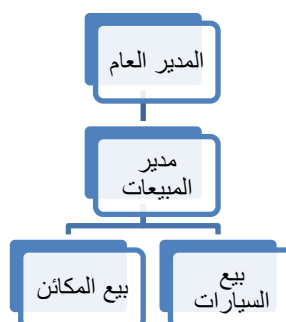 المدير العام
مدير
المبيعات
بيع
السيارات
بيع المكائن